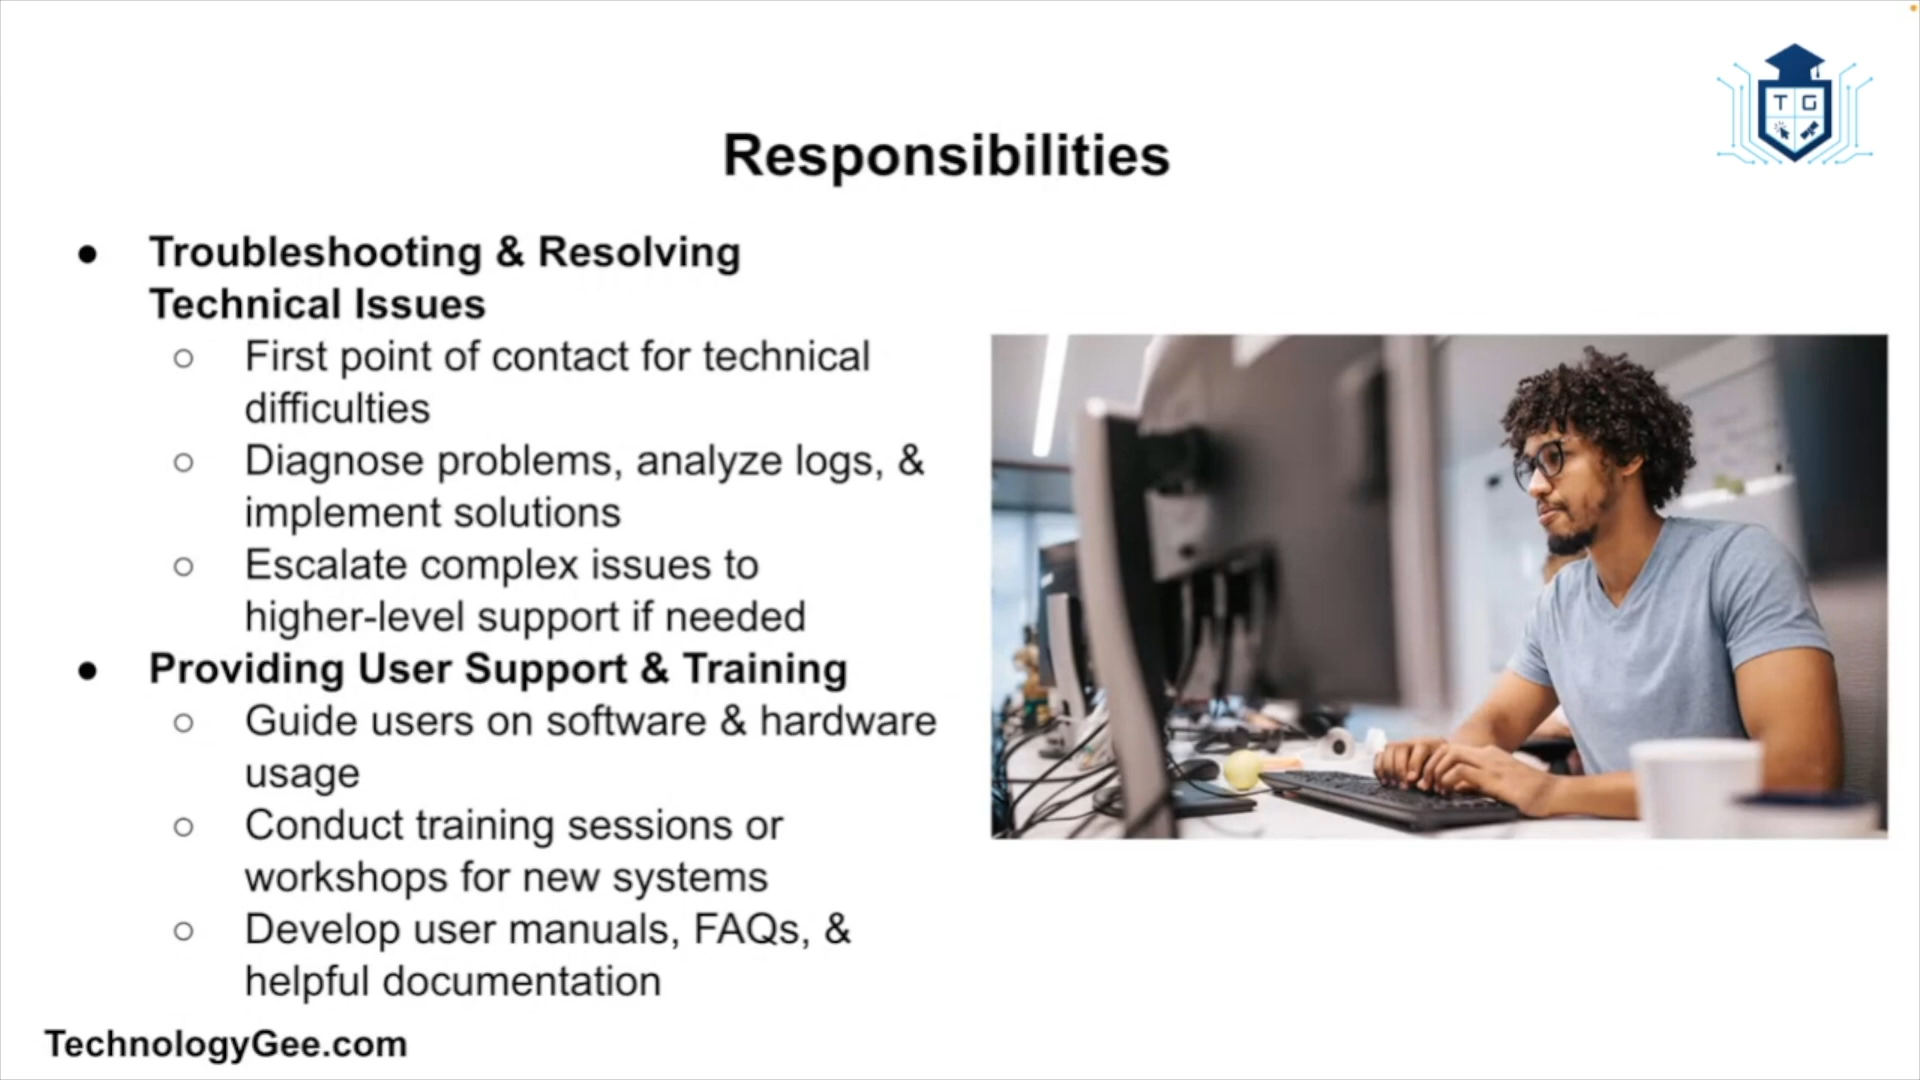 T G
Responsibilities
● Troubleshooting & Resolving
Technical Issues
○ First point of contact for technical
difficulties
○ Diagnose problems, analyze logs, &
implement solutions
○ Escalate complex issues to
higher-level support if needed
● Providing User Support & Training
○ Guide users on software & hardware
usage
○ Conduct training sessions or
workshops for new systems
○ Develop user manuals, FAQs, &
helpful documentation
TechnologyGee.com